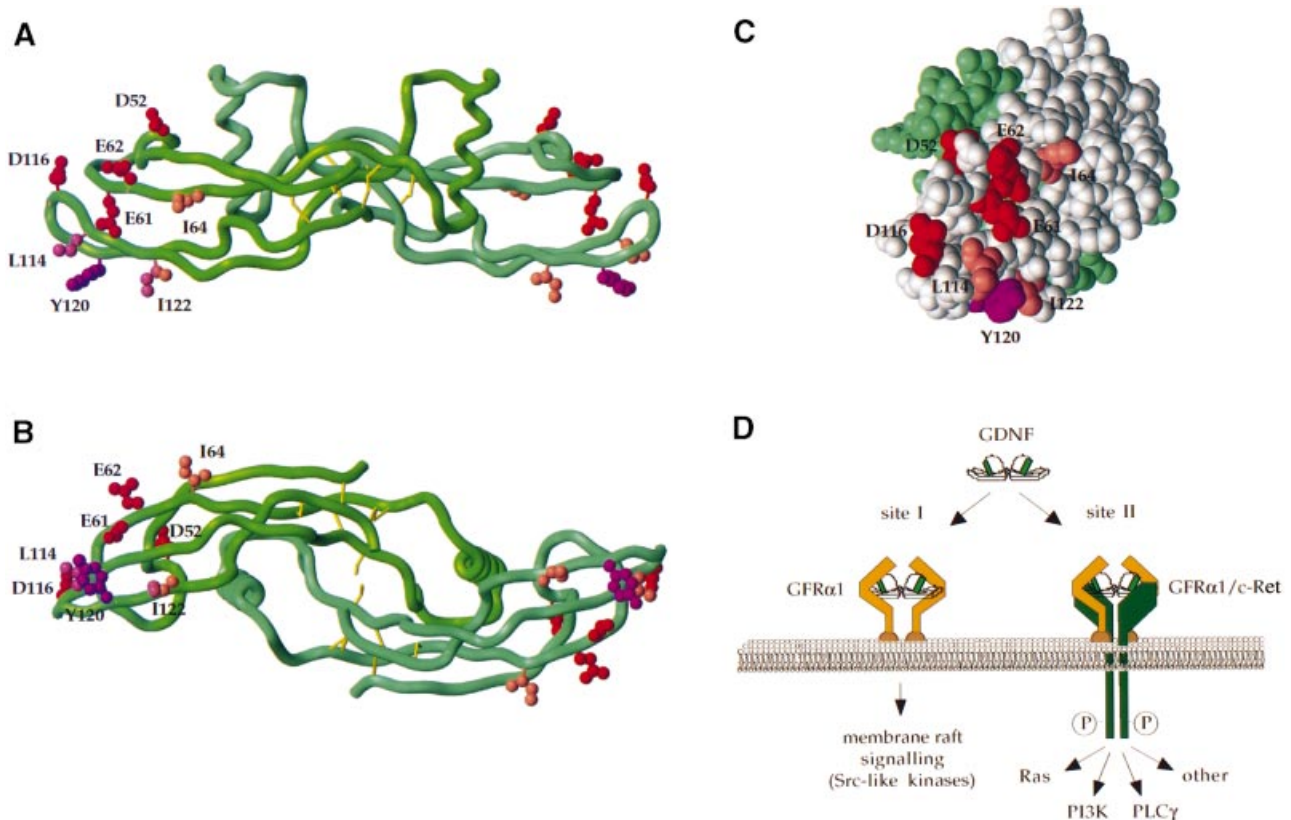 A
D52
E62
D116
E61
I64
L114
Y120
I122
B
I64
E62
E61
D52
L114
D116
Y120
I122
C
E62
D52
I64
D116
E61
L114
I122
Y120
D
GDNF
site I
site II
GFRα1
GFRα1/c-Ret
P
P
membrane raft
signalling
(Src-like kinases)
Ras
other
PI3K
PLCγ